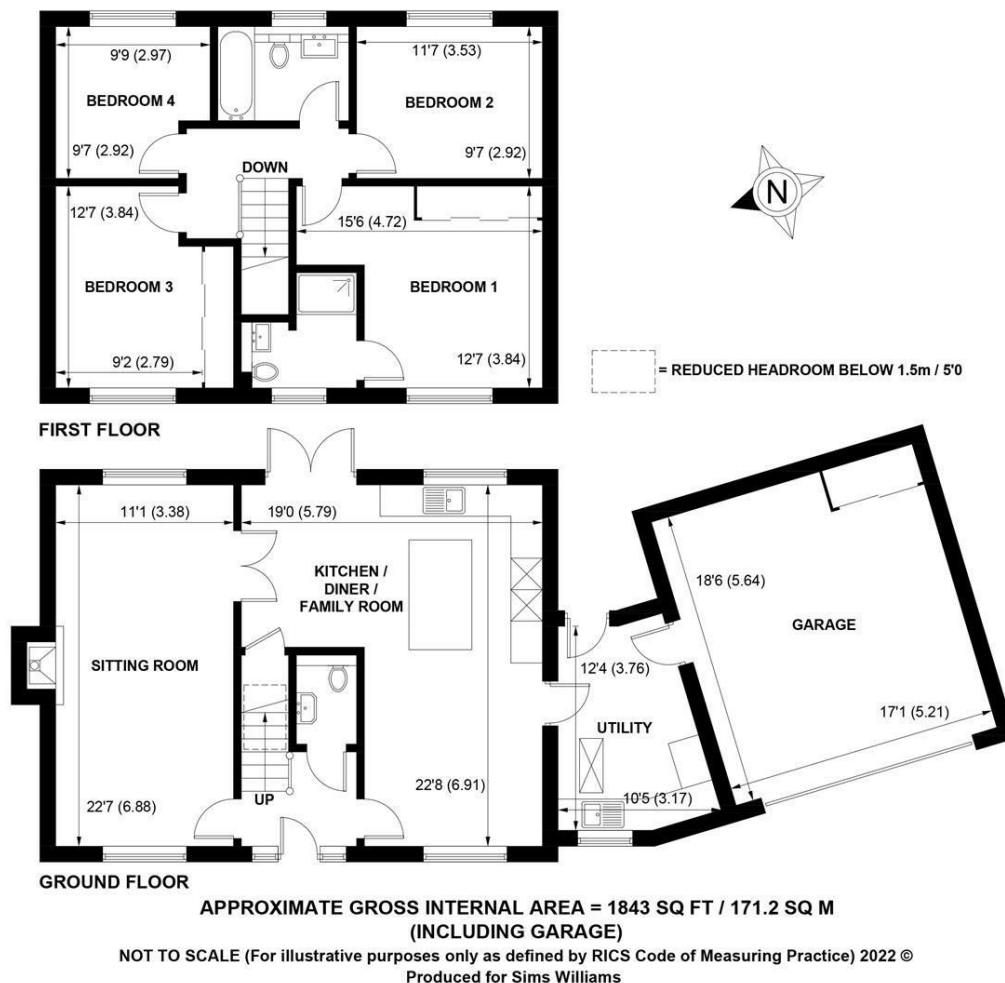 9'9 (2.97)
11'7 (3.53)
BEDROOM 4
BEDROOM 2
9'7 (2.92)
DOWN
9'7 (2.92)
N
12'7 (3.84)
15'6 (4.72)
BEDROOM 3
BEDROOM 1
9'2 (2.79)
12'7 (3.84)
= REDUCED HEADROOM BELOW 1.5m / 5'0
FIRST FLOOR
11'1 (3.38)
19'0 (5.79)
KITCHEN /
DINER /
FAMILY ROOM
18'6 (5.64)
GARAGE
SITTING ROOM
12'4 (3.76)
17'1 (5.21)
UTILITY
22'7 (6.88)
UP
22'8 (6.91)
10'5 (3.17)
GROUND FLOOR
APPROXIMATE GROSS INTERNAL AREA = 1843 SQ FT / 171.2 SQ M
(INCLUDING GARAGE)
NOT TO SCALE (For illustrative purposes only as defined by RICS Code of Measuring Practice) 2022 ©
Produced for Sims Williams